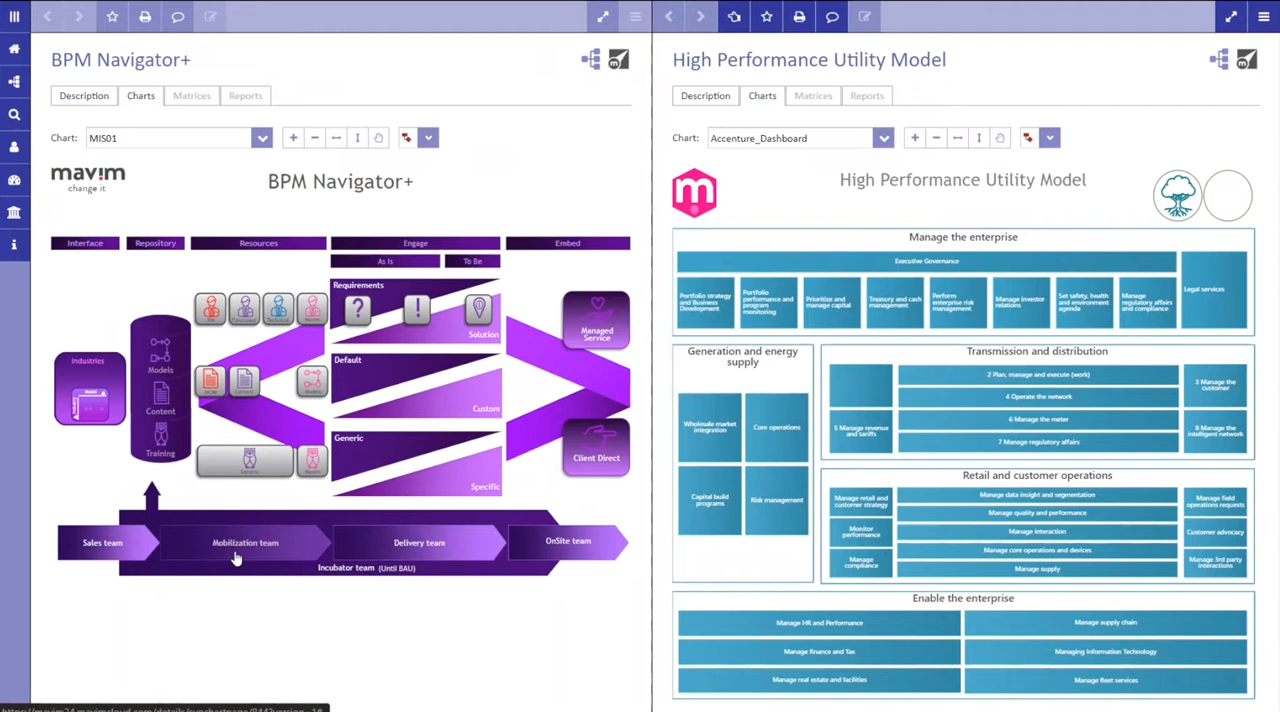 BPM Navigator+
Description
Charts
Matrices
Reports
Chart:
MIS01
mavim
change it
BPM Navigator+
Interface
Repository
Resources
Engage
Embed
As Is
To Be
Requirements
Solution
Managed
Service
Industries
Models
Content
Training
Default
Custom
Generic
Specific
Client Direct
Sales team
Mobilization team
Delivery team
OnSite team
Incubator team (Until BAU)
High Performance Utility Model
Description
Charts
Matrices
Reports
Chart:
Accenture_Dashboard
m
High Performance Utility Model
Manage the enterprise
Executive Governance
Legal services
Portfolio strategy
and Business
Development
Portfolio
performance and
program
monitoring
Prioritize and
manage capital
Treasury and cash
management
Perform
enterprise risk
management
Manage investor
relations
Set safety, health
and environment
agenda
Manage
regulatory affairs
and compliance
Generation and energy
supply
Wholesale market
integration
Core operations
Capital build
programs
Risk management
Transmission and distribution
2 Plan, manage and execute (work)
4 Operate the network
6 Manage the meter
7 Manage regulatory affairs
5 Manage revenue
and tariffs
3 Manage the
customer
8 Manage the
intelligent network
Retail and customer operations
Manage retail and
customer strategy
Monitor
performance
Manage
compliance
Manage data insight and segmentation
Manage quality and performance
Manage interaction
Manage core operations and devices
Manage supply
Manage field
operations requests
Customer advocacy
Manage 3rd party
interactions
Enable the enterprise
Manage HR and Performance
Manage supply chain
Manage finance and Tax
Managing Information Technology
Manage real estate and facilities
Manage fleet services